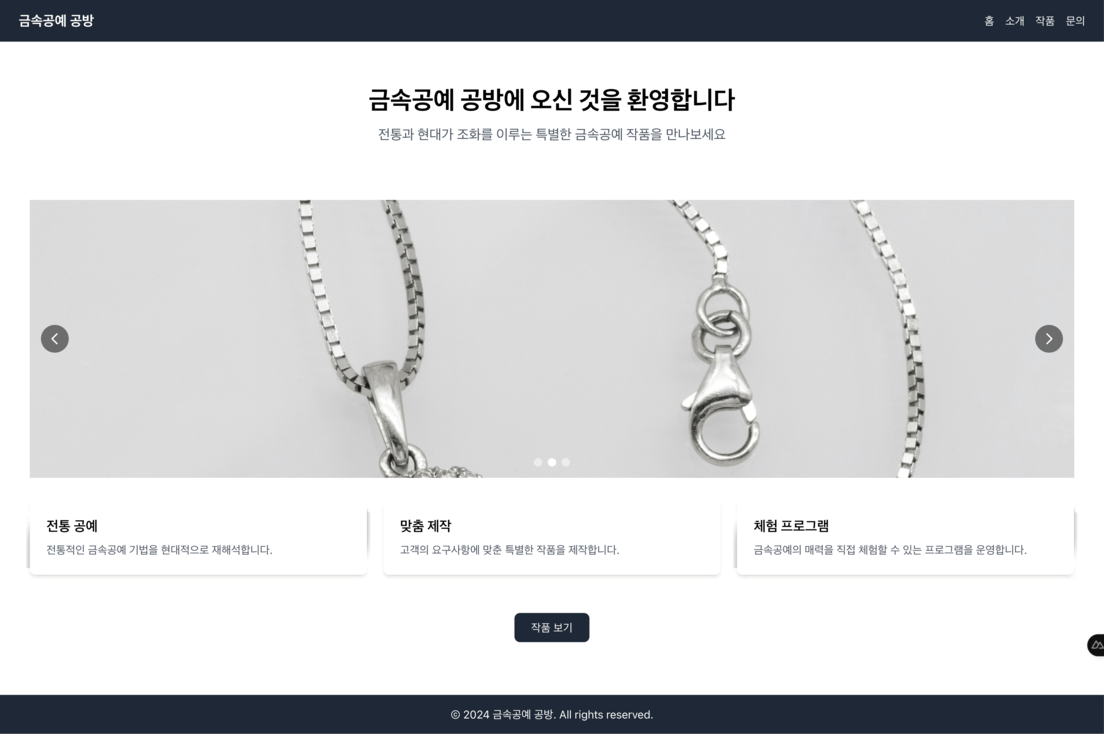 금속공예 공방
홈 소개 작품 문의
금속공예 공방에 오신 것을 환영합니다
전통과 현대가 조화를 이루는 특별한 금속공예 작품을 만나보세요
전통 공예
전통적인 금속공예 기법을 현대적으로 재해석합니다.
맞춤 제작
고객의 요구사항에 맞춘 특별한 작품을 제작합니다.
체험 프로그램
금속공예의 매력을 직접 체험할 수 있는 프로그램을 운영합니다.
작품 보기
© 2024 금속공예 공방. All rights reserved.